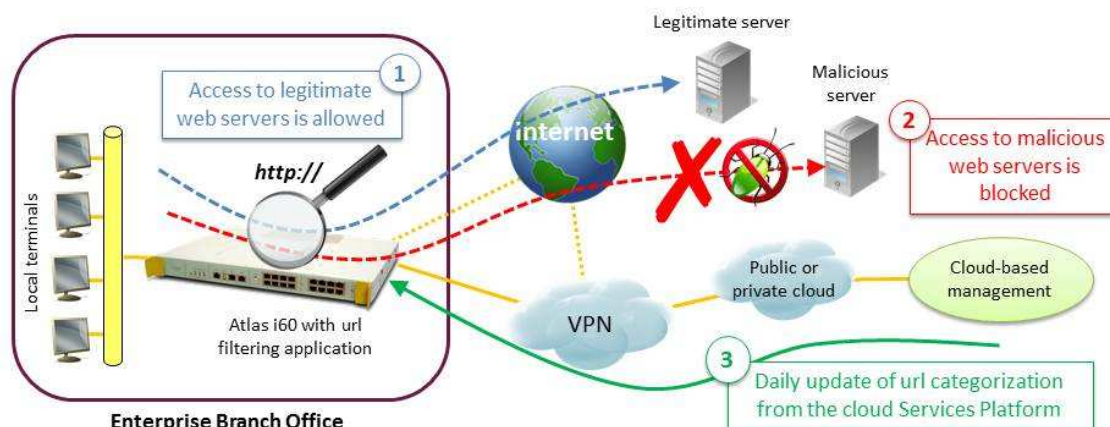 Legitimate server
1
Access to legitimate
web servers is allowed
Malicious
server
2
Access to malicious
web servers is
blocked
internet
http://
Local terminals
Atlas i60 with url
filtering application
VPN
Public or
private cloud
Cloud-based
management
3
Daily update of url categorization
from the cloud Services Platform
Enterprise Branch Office